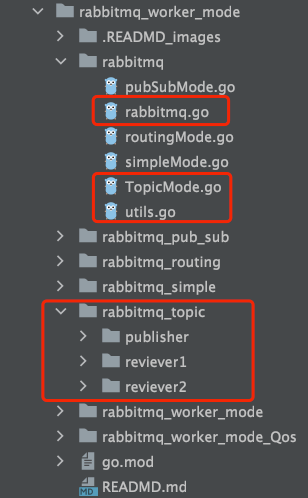 rabbitmq_worker_mode
.READMD_images
rabbitmq
pubSubMode.go
rabbitmq.go
routingMode.go
simpleMode.go
TopicMode.go
utils.go
rabbitmq_pub_sub
rabbitmq_routing
rabbitmq_simple
rabbitmq_topic
publisher
reviever1
reviever2
rabbitmq_worker_mode
rabbitmq_worker_mode_Qos
go.mod
MD READMD.md